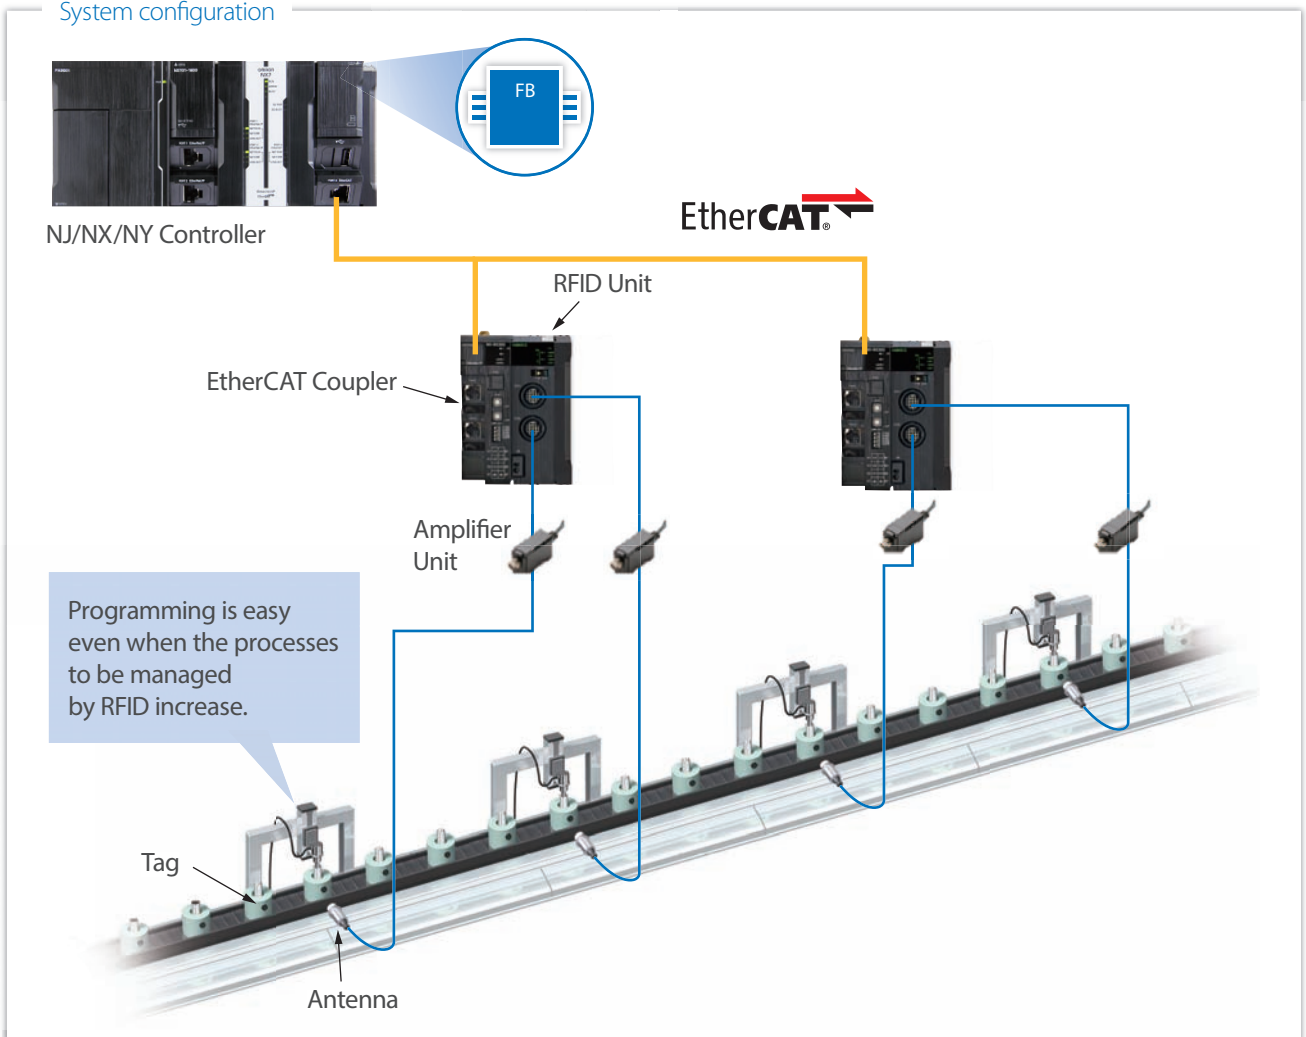 System configuration
FB
NJ/NX/NY Controller
EtherCAT®
RFID Unit
EtherCAT Coupler
Amplifier
Unit
Programming is easy
even when the processes
to be managed
by RFID increase.
Tag
Antenna